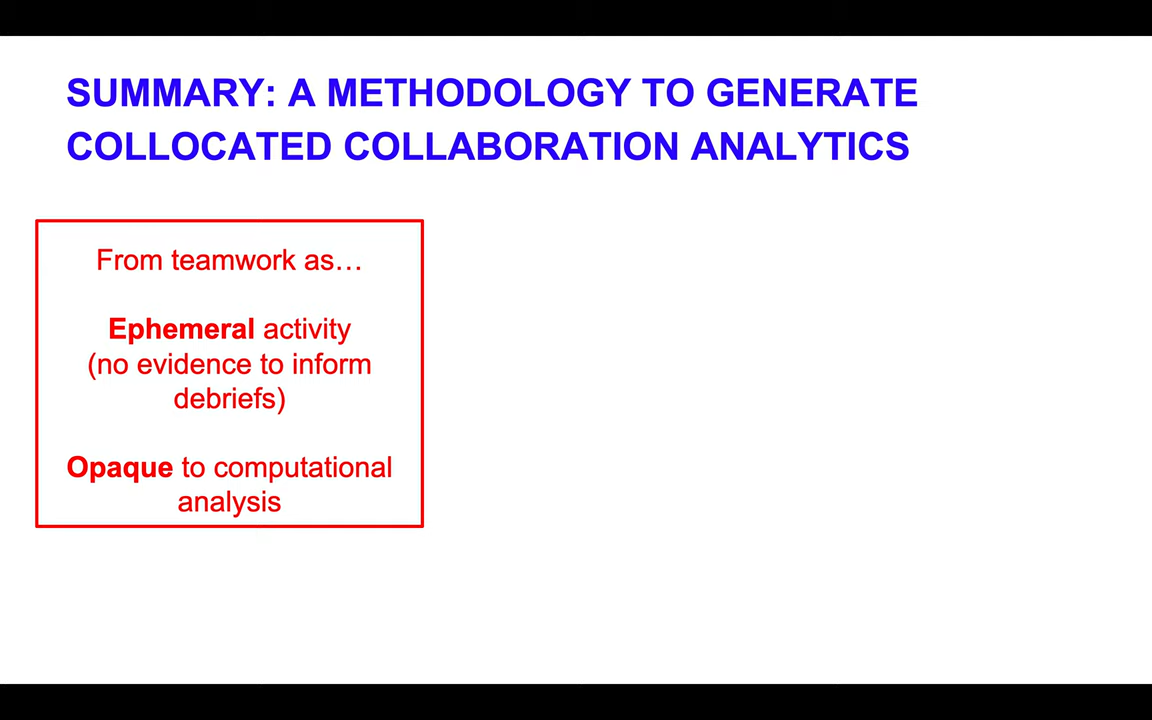 SUMMARY: A METHODOLOGY TO GENERATE
COLLOCATED COLLABORATION ANALYTICS
From teamwork as…
Ephemeral activity
(no evidence to inform
debriefs)
Opaque to computational
analysis